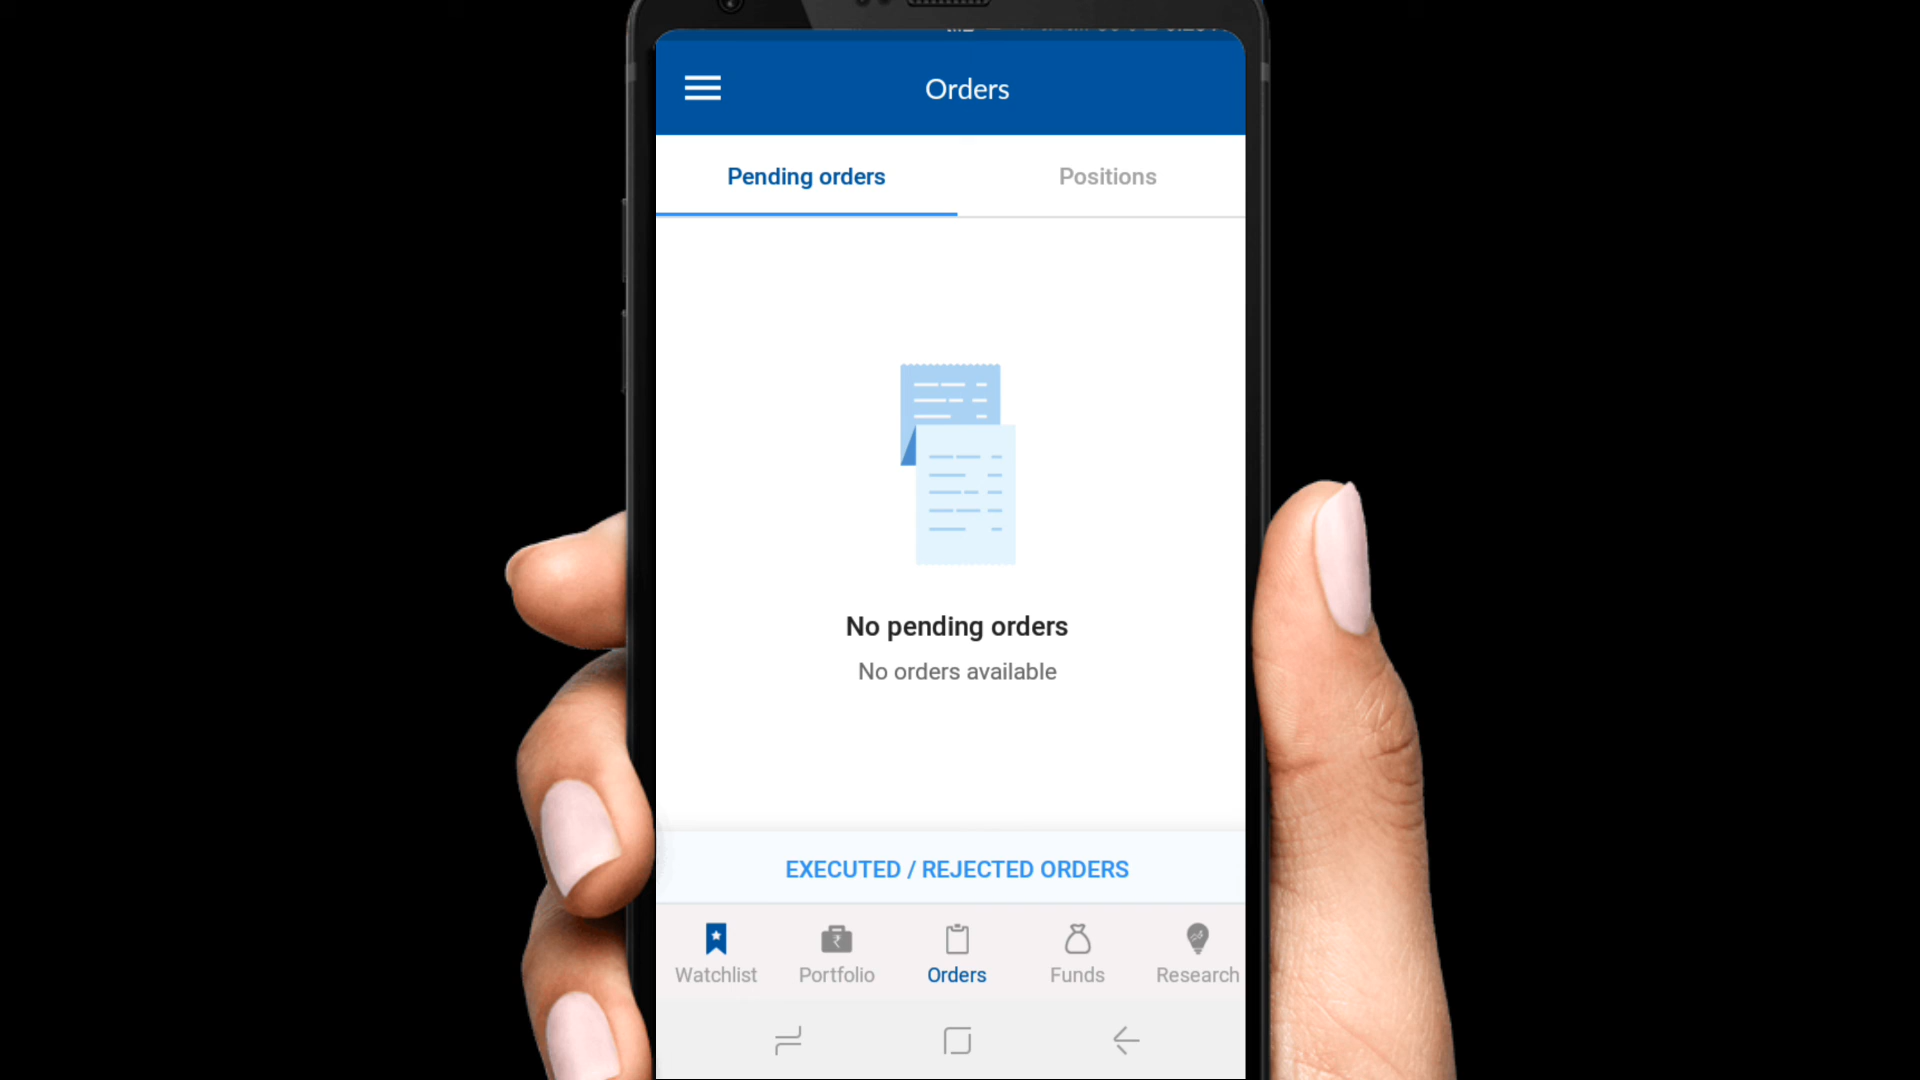 Orders
Pending orders Positions
No pending orders
No orders available
EXECUTED / REJECTED ORDERS
Watchlist Portfolio Orders Funds Research